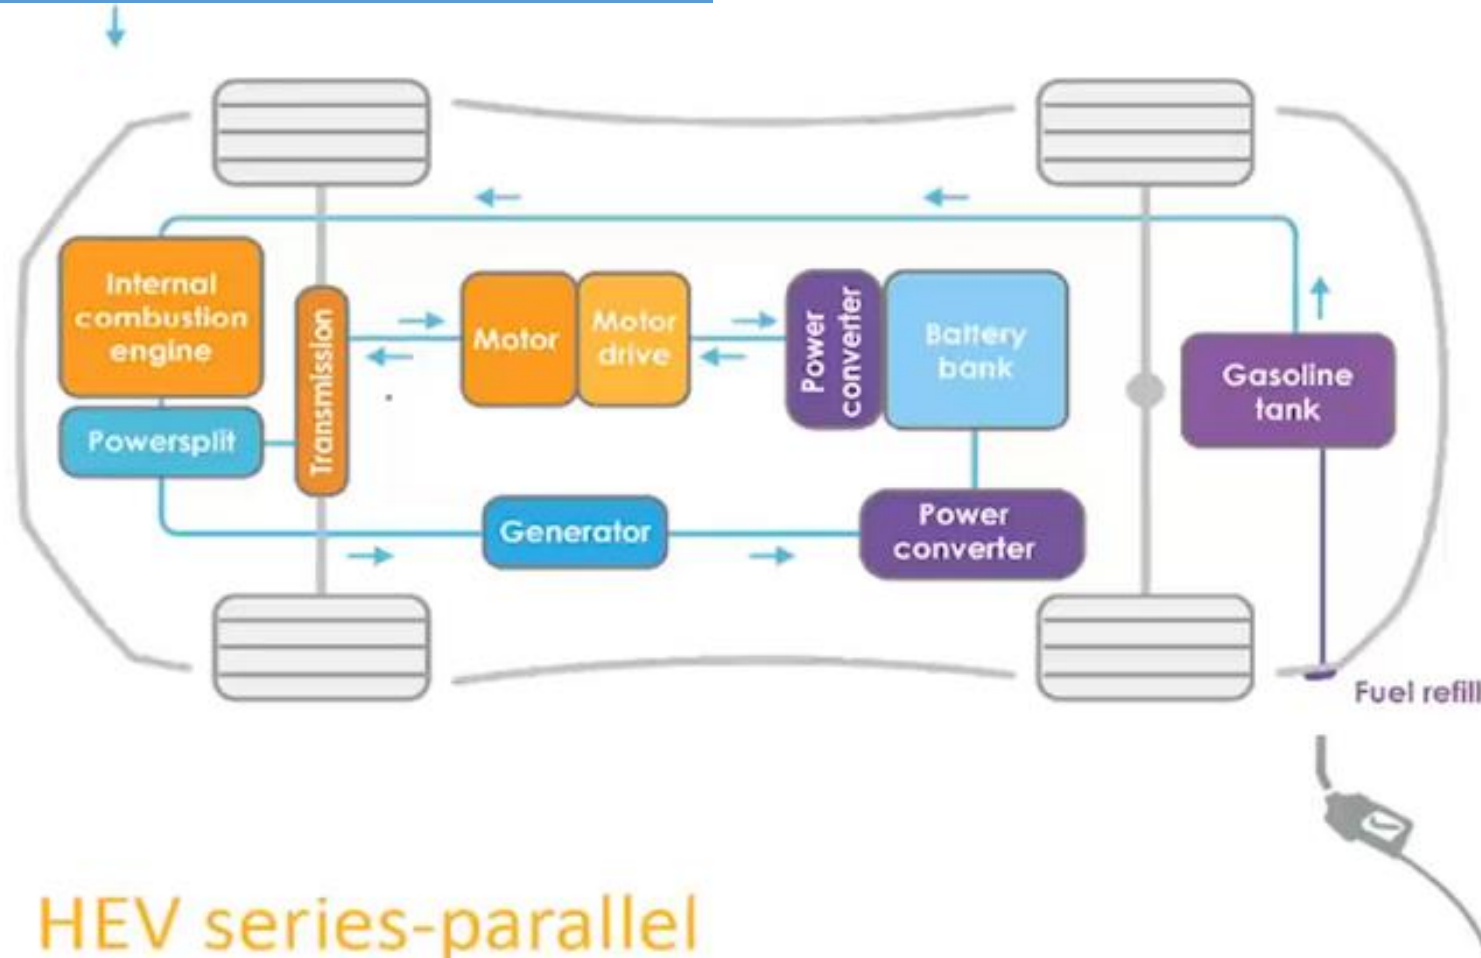 Internal
combustion
engine
Powersplit
Transmission
Motor
Motor
drive
Power
converter
Battery
bank
Gasoline
tank
Generator
Power
converter
Fuel refill
HEV series-parallel